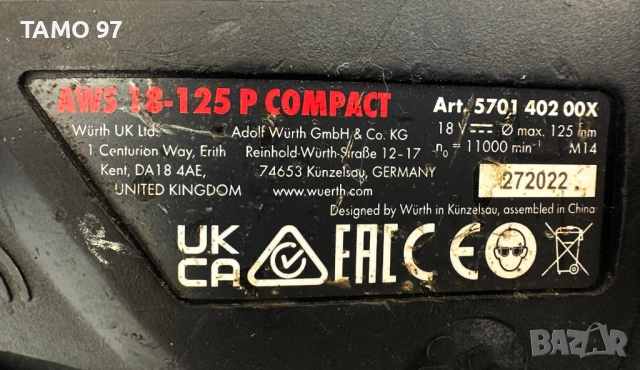 TAMO 97
AWS 18-125 P COMPACT
Art. 5701 402 00X
Würth UK Ltd.
1 Centurion Way, Erith
Kent, DA18 4AE,
UNITED KINGDOM
Adolf Würth GmbH & Co. KG
Reinhold-Würth-Straße 12-17
74653 Künzelsau, GERMANY
www.wuerth.com
18 V ⎓ Ø max. 125 mm
n₀ = 11000 min⁻¹ M14
272022
Designed by Würth in Künzelsau, assembled in China
UK
CA
EAC CE
BAZAR